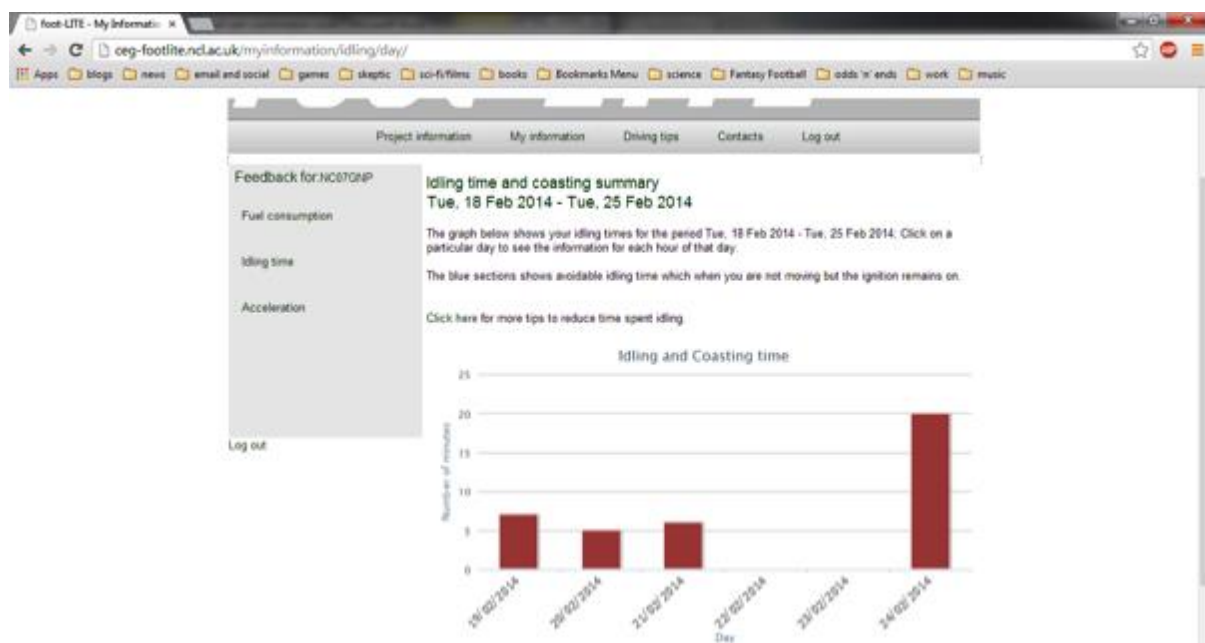 foot-LITE - My Informatio
ceg-footlite.ncl.ac.uk/myinformation/idling/day/
Apps blogs news email and social games skeptic sci-fi/films books Bookmarks Menu science Fantasy Football odds 'n' ends work music
Project information My information Driving tips Contacts Log out
Feedback for:NC07GNP
Fuel consumption
Idling time
Acceleration
Log out
Idling time and coasting summary
Tue, 18 Feb 2014 - Tue, 25 Feb 2014
The graph below shows your idling times for the period Tue, 18 Feb 2014 - Tue, 25 Feb 2014; Click on a
particular day to see the information for each hour of that day.
The blue sections shows avoidable idling time which when you are not moving but the ignition remains on.
Click here for more tips to reduce time spent idling
Idling and Coasting time
Number of minutes
25
20
15
10
5
0
19/02/2014 20/02/2014 21/02/2014 22/02/2014 23/02/2014 24/02/2014
Day